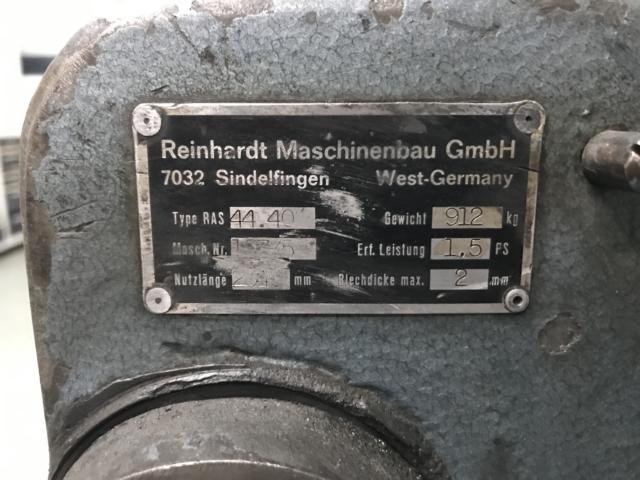 Reinhardt Maschinenbau GmbH
7032 Sindelfingen West-Germany
Type RAS 44.40 Gewicht 912 kg
Masch.Nr. Erf. Leistung 1,5 PS
Nutzlänge mm Blechdicke max. 2 mm